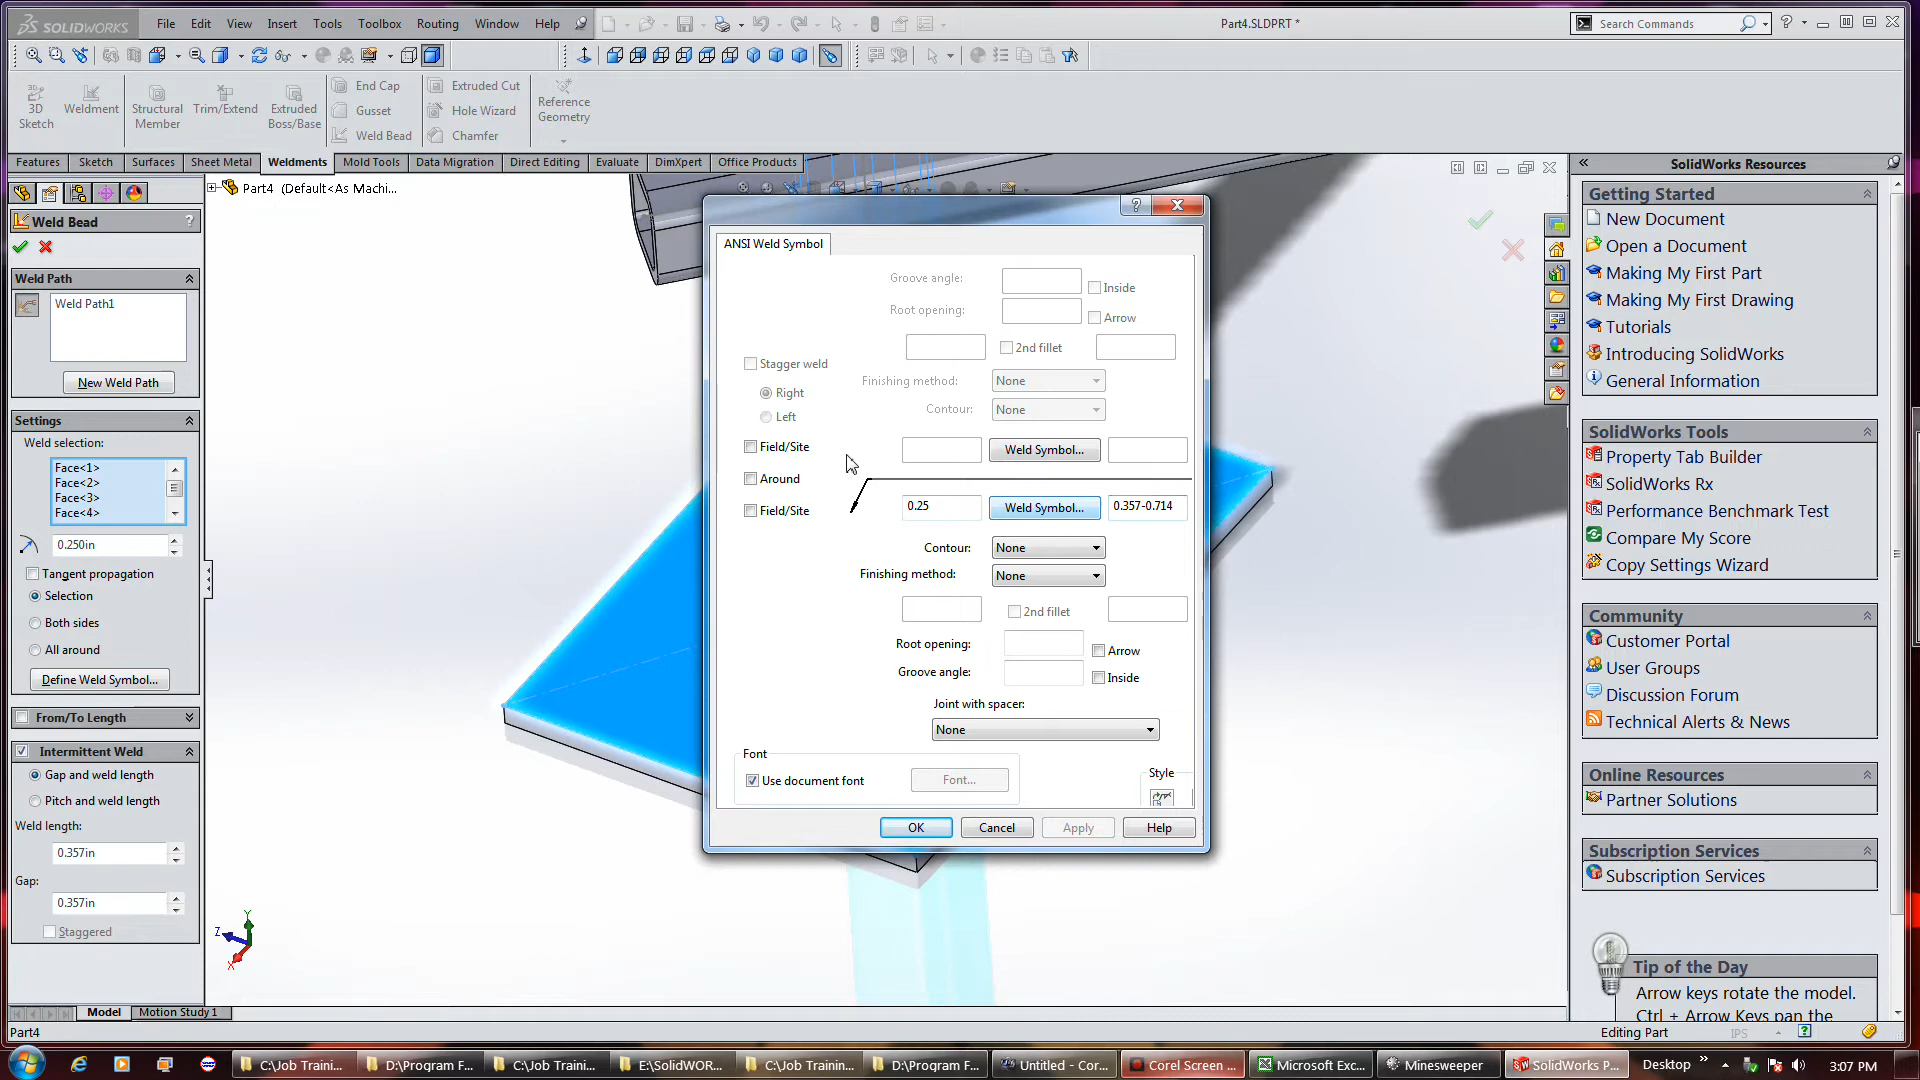 SOLIDWORKS File Edit View Insert Tools Toolbox Routing Window Help Part4.SLDPRT * Search Commands
3D Sketch Weldment Structural Member Trim/Extend Extruded Boss/Base End Cap Gusset Weld Bead Extruded Cut Hole Wizard Chamfer Reference Geometry
Features Sketch Surfaces Sheet Metal Weldments Mold Tools Data Migration Direct Editing Evaluate DimXpert Office Products
Part4 (Default<As Machi...
Weld Bead ?
Weld Path
Weld Path1
New Weld Path
Settings
Weld selection:
Face<1>
Face<2>
Face<3>
Face<4>
0.250in
Tangent propagation
Selection
Both sides
All around
Define Weld Symbol...
From/To Length
Intermittent Weld
Gap and weld length
Pitch and weld length
Weld length:
0.357in
Gap:
0.357in
Staggered
Z Y X
ANSI Weld Symbol
Groove angle: Inside
Root opening: Arrow
2nd fillet
Stagger weld
Finishing method: None
Right
Contour: None
Left
Field/Site Weld Symbol...
Around
Field/Site 0.25 Weld Symbol... 0.357-0.714
Contour: None
Finishing method: None
2nd fillet
Root opening: Arrow
Groove angle: Inside
Joint with spacer:
None
Font
Use document font Font...
Style
OK Cancel Apply Help
SolidWorks Resources
Getting Started
New Document
Open a Document
Making My First Part
Making My First Drawing
Tutorials
Introducing SolidWorks
General Information
SolidWorks Tools
Property Tab Builder
SolidWorks Rx
Performance Benchmark Test
Compare My Score
Copy Settings Wizard
Community
Customer Portal
User Groups
Discussion Forum
Technical Alerts & News
Online Resources
Partner Solutions
Subscription Services
Subscription Services
Tip of the Day
Arrow keys rotate the model.
Ctrl + Arrow Keys pan the
Model Motion Study 1
Part4 Editing Part IPS
C:\Job Traini... D:\Program F... C:\Job Traini... E:\SolidWOR... C:\Job Trainin... D:\Program F... Untitled - Cor... Corel Screen ... Microsoft Exc... Minesweeper SolidWorks P... Desktop 3:07 PM